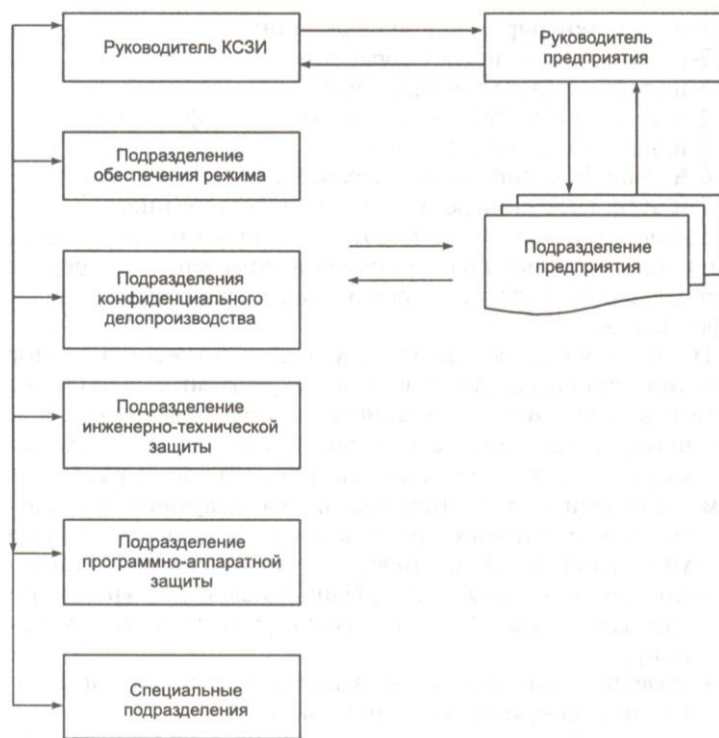 Руководитель КСЗИ
Руководитель
предприятия
Подразделение
обеспечения режима
Подразделения
конфиденциального
делопроизводства
Подразделение
предприятия
Подразделение
инженерно-технической
защиты
Подразделение
программно-аппаратной
защиты
Специальные
подразделения